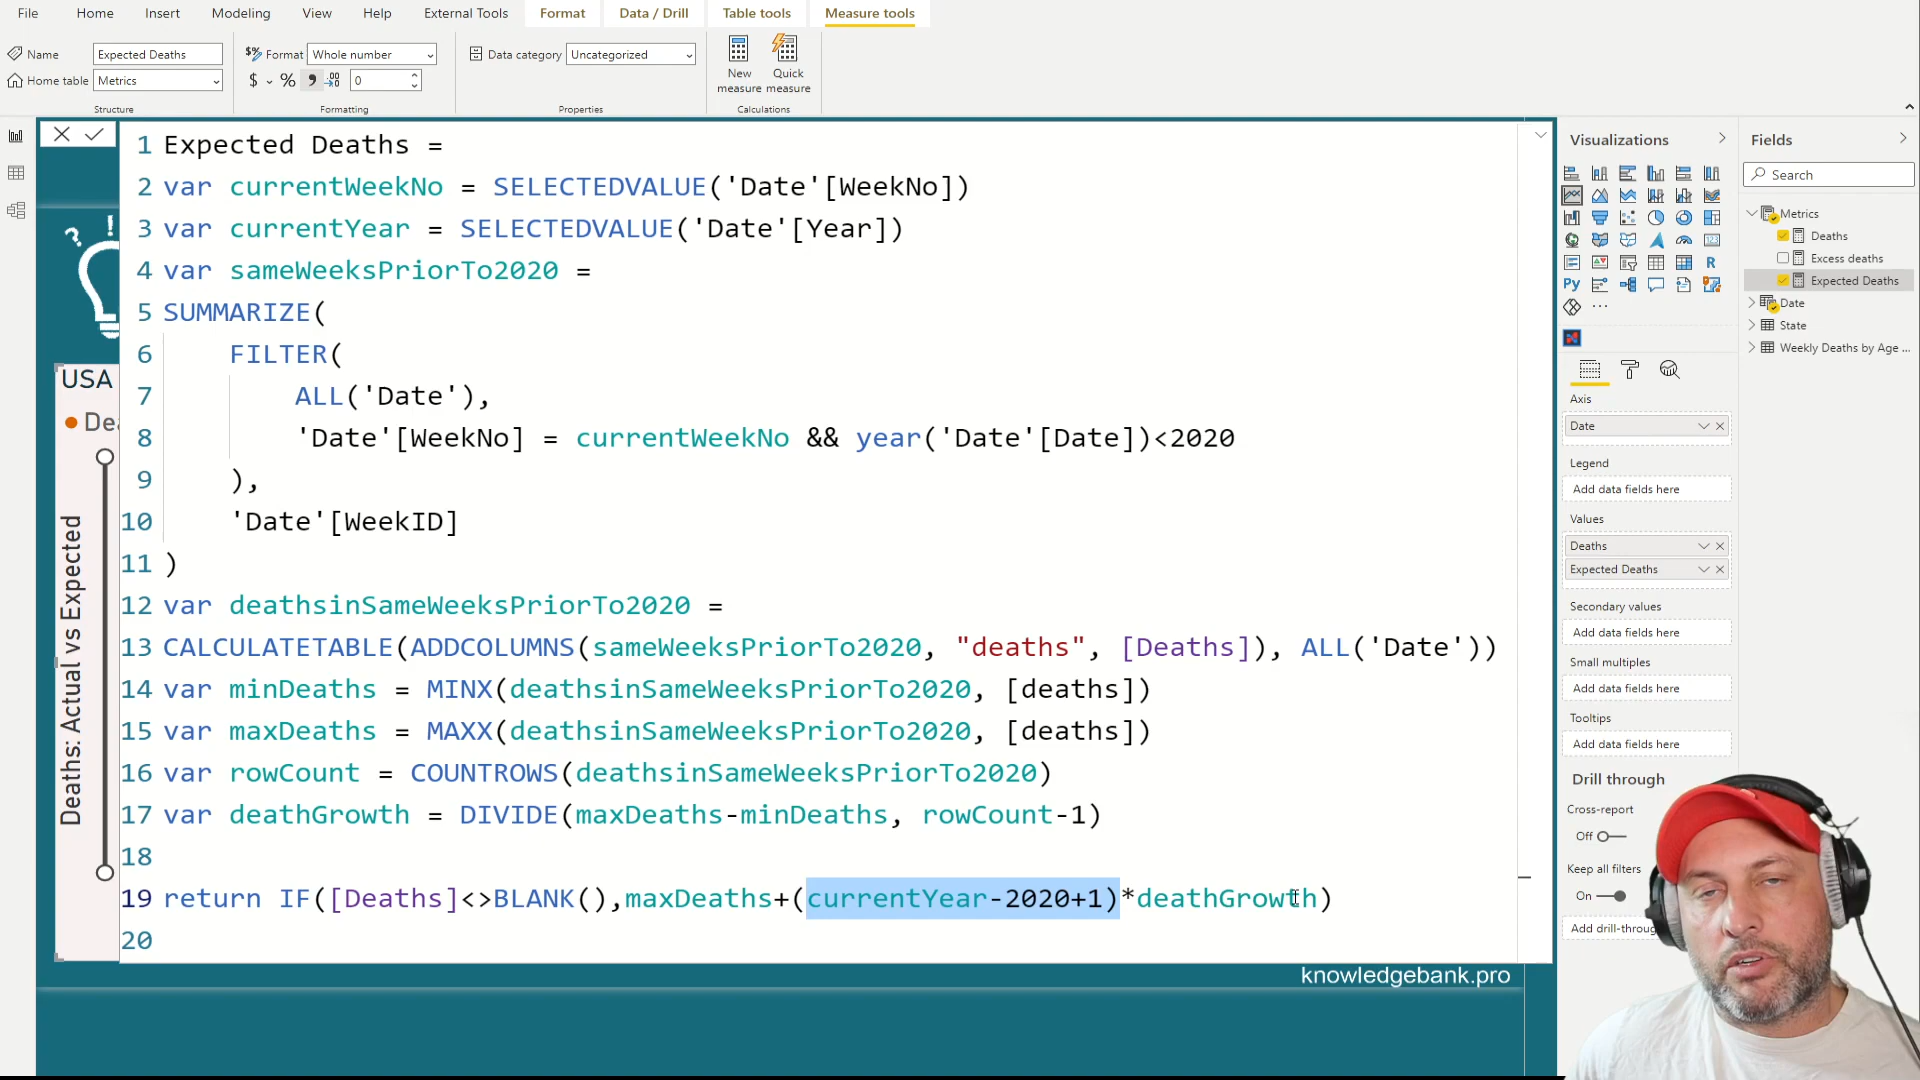 File Home Insert Modeling View Help External Tools Format Data / Drill Table tools Measure tools
Name Expected Deaths
Home table Metrics
Structure
Format Whole number
$ % , 0
Formatting
Data category Uncategorized
Properties
New measure
Quick measure
Calculations
1 Expected Deaths =
2 var currentWeekNo = SELECTEDVALUE('Date'[WeekNo])
3 var currentYear = SELECTEDVALUE('Date'[Year])
4 var sameWeeksPriorTo2020 =
5 SUMMARIZE(
6 FILTER(
7 ALL('Date'),
8 'Date'[WeekNo] = currentWeekNo && year('Date'[Date])<2020
9 ),
10 'Date'[WeekID]
11 )
12 var deathsinSameWeeksPriorTo2020 =
13 CALCULATETABLE(ADDCOLUMNS(sameWeeksPriorTo2020, "deaths", [Deaths]), ALL('Date'))
14 var minDeaths = MINX(deathsinSameWeeksPriorTo2020, [deaths])
15 var maxDeaths = MAXX(deathsinSameWeeksPriorTo2020, [deaths])
16 var rowCount = COUNTROWS(deathsinSameWeeksPriorTo2020)
17 var deathGrowth = DIVIDE(maxDeaths-minDeaths, rowCount-1)
18
19 return IF([Deaths]<>BLANK(),maxDeaths+(currentYear-2020+1)*deathGrowth)
20
USA
Dea
Deaths: Actual vs Expected
knowledgebank.pro
Visualizations
R
Py
Axis
Date
Legend
Add data fields here
Values
Deaths
Expected Deaths
Secondary values
Add data fields here
Small multiples
Add data fields here
Tooltips
Add data fields here
Drill through
Cross-report
Off
Keep all filters
On
Add drill-throug
Fields
Search
Metrics
Deaths
Excess deaths
Expected Deaths
Date
State
Weekly Deaths by Age ...